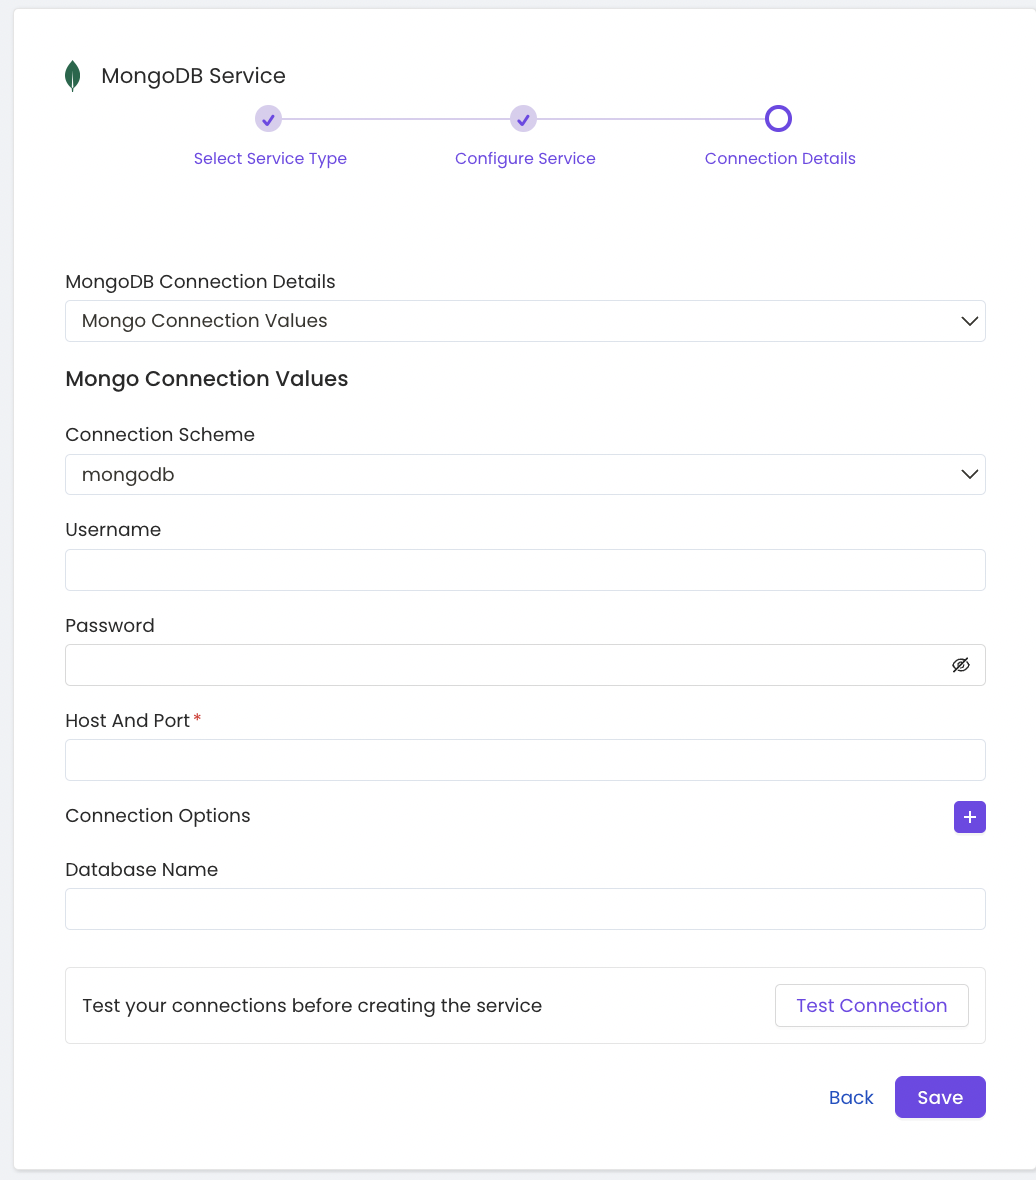 MongoDB Service
Select Service Type
Configure Service
Connection Details
MongoDB Connection Details
Mongo Connection Values
Mongo Connection Values
Connection Scheme
mongodb
Username
Password
Host And Port*
Connection Options
+
Database Name
Test your connections before creating the service
Test Connection
Back
Save